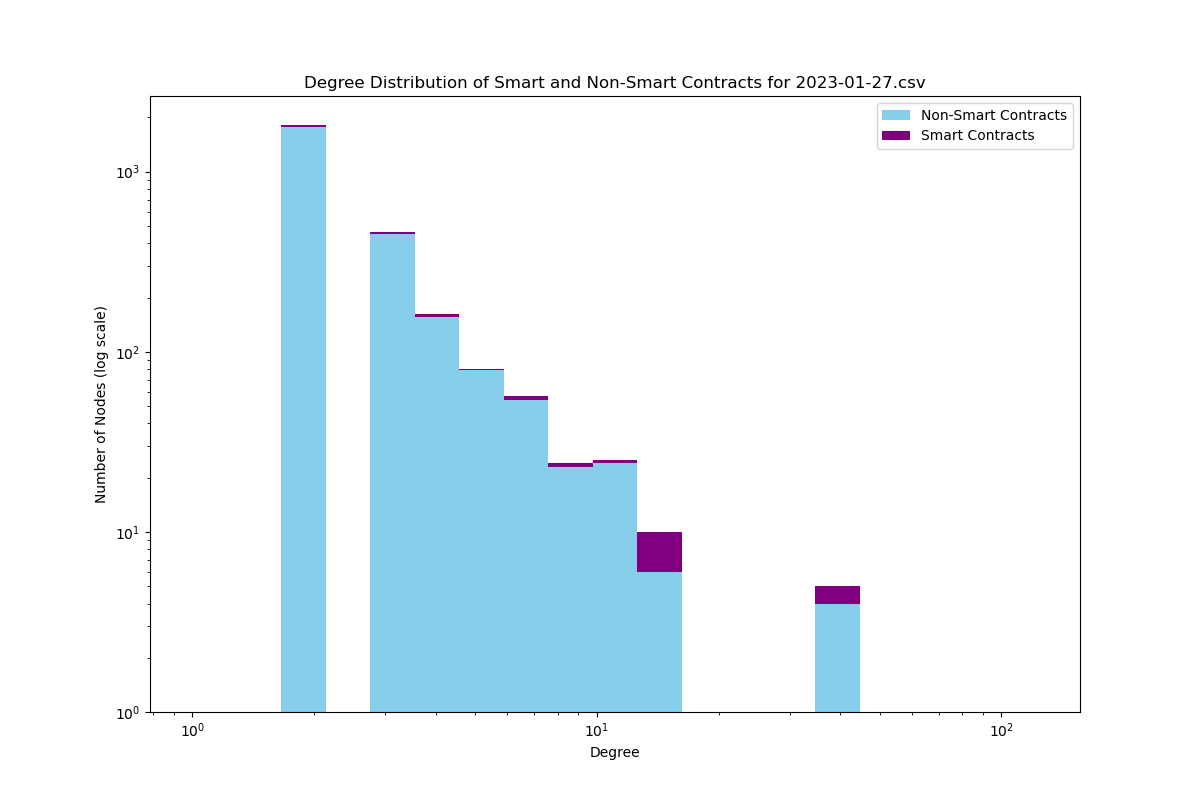 Degree Distribution of Smart and Non-Smart Contracts for 2023-01-27.csv
Non-Smart Contracts
Smart Contracts
Number of Nodes (log scale)
10³
10²
10¹
10⁰
10⁰ 10¹ 10²
Degree